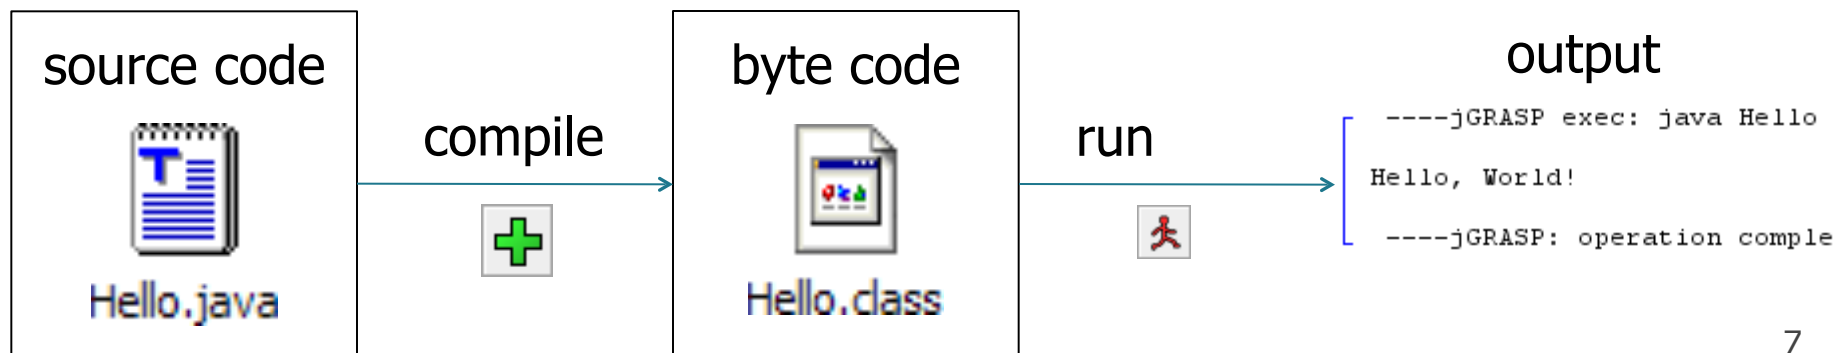 source code
Hello.java
compile
byte code
Hello.class
run
output
----jGRASP exec: java Hello
Hello, World!
----jGRASP: operation comple
7